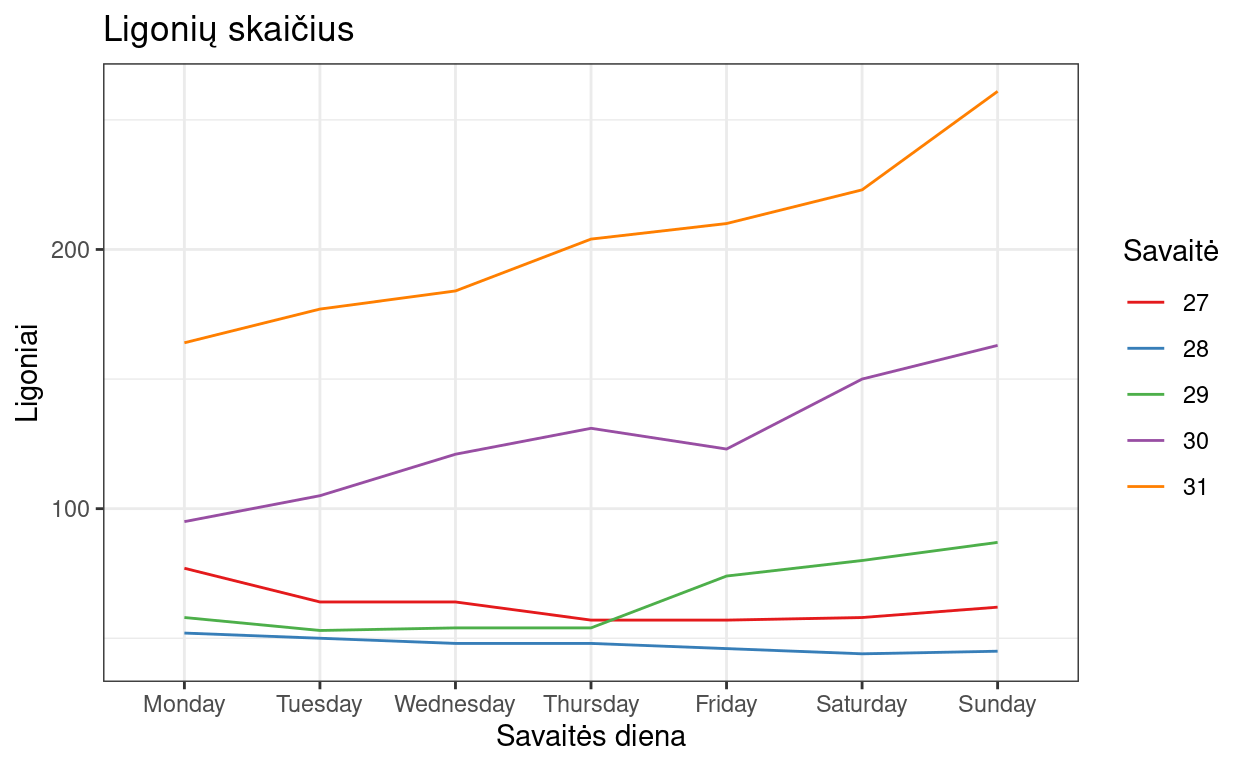 Ligonių skaičius
Ligoniai
200
100
Monday Tuesday Wednesday Thursday Friday Saturday Sunday
Savaitės diena
Savaitė
27
28
29
30
31